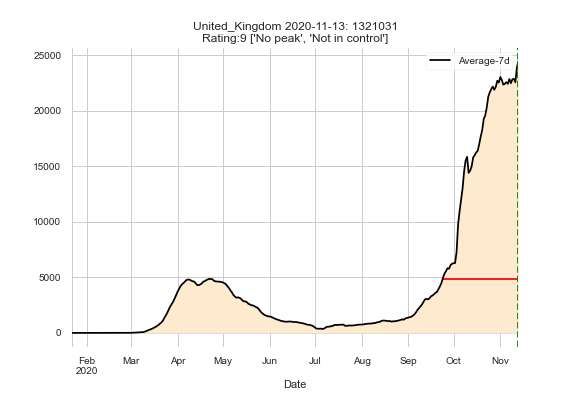 United_Kingdom 2020-11-13: 1321031
Rating:9 ['No peak', 'Not in control']
Average-7d
25000
20000
15000
10000
5000
0
Feb Mar Apr May Jun Jul Aug Sep Oct Nov
2020
Date